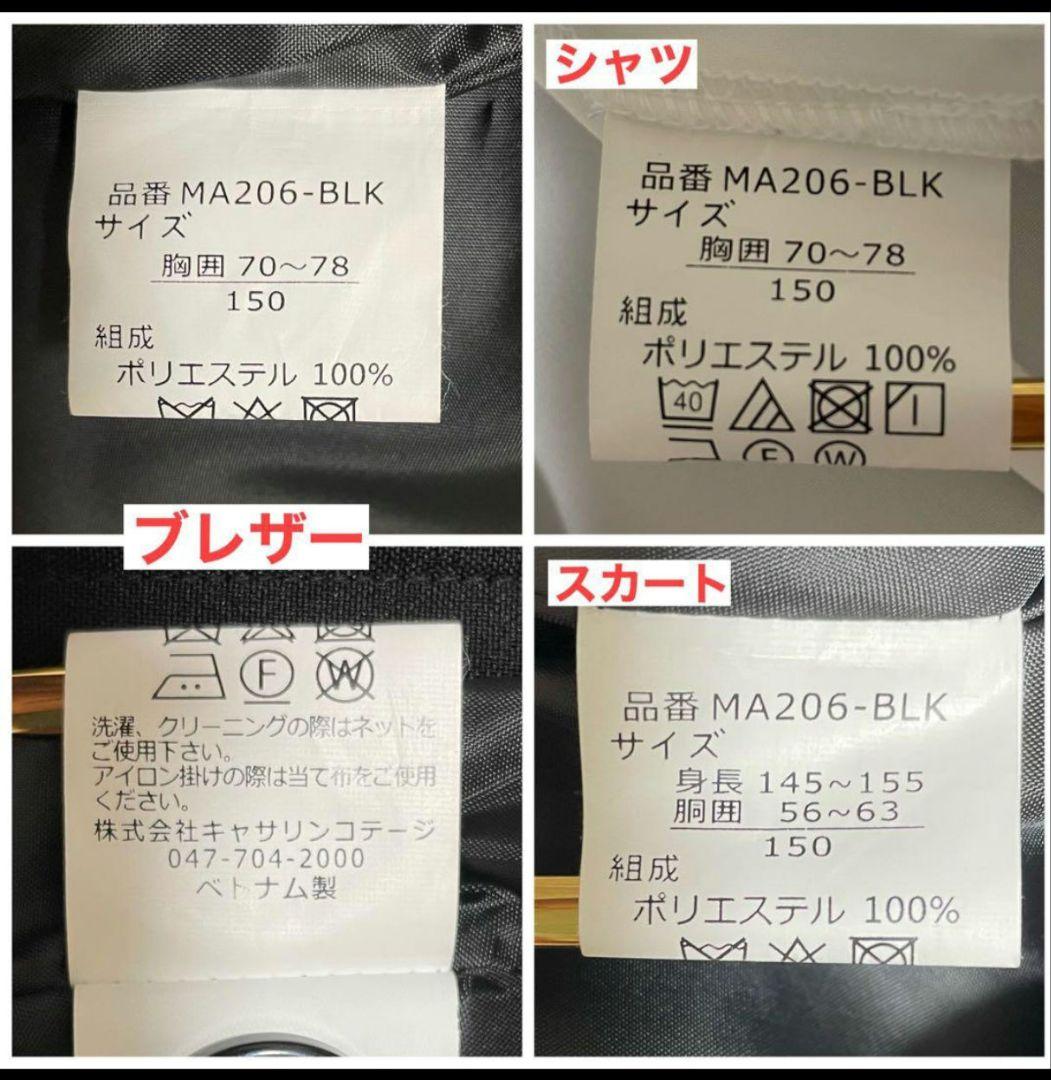 品番 MA206-BLK
サイズ
胸囲 70～78
150
組成
ポリエステル 100%
シャツ
品番 MA206-BLK
サイズ
胸囲 70～78
150
組成
ポリエステル 100%
40
F
W
ブレザー
F
W
洗濯、クリーニングの際はネットを
ご使用下さい。
アイロン掛けの際は当て布をご使用
ください。
株式会社キャサリンコテージ
047-704-2000
ベトナム製
スカート
品番 MA206-BLK
サイズ
身長 145～155
胴囲 56～63
150
組成
ポリエステル 100%